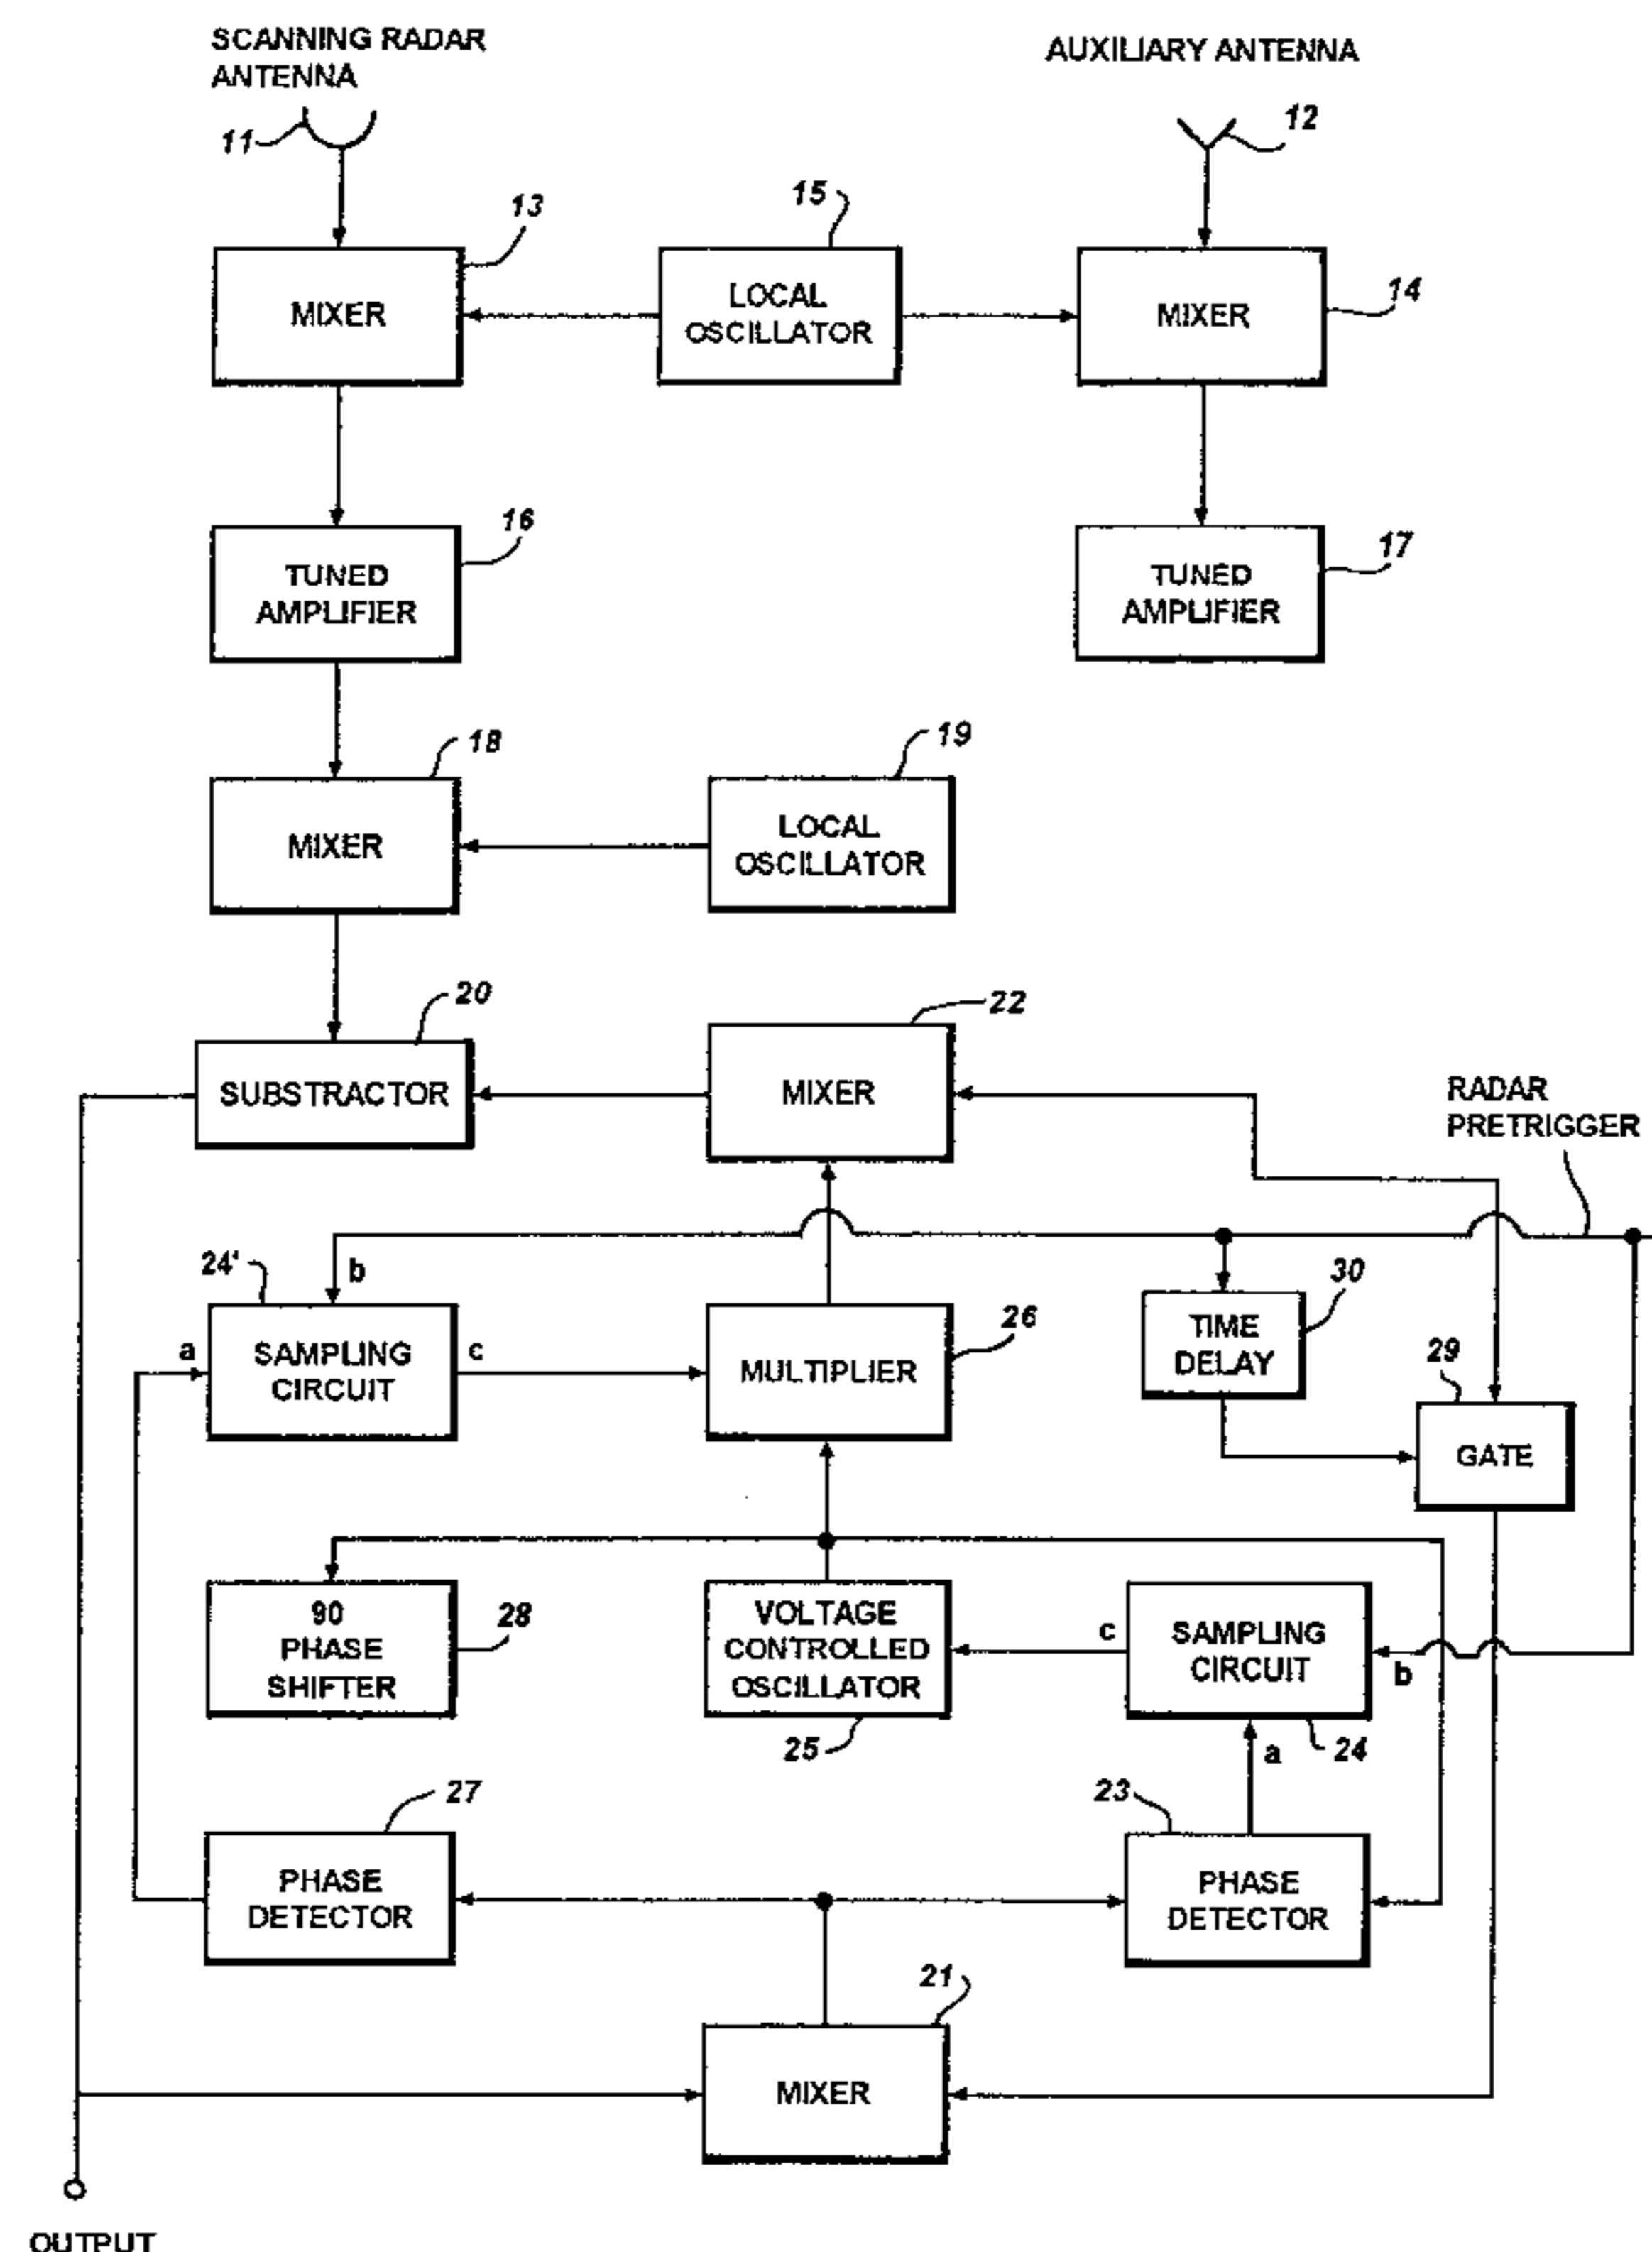 SCANNING RADAR
ANTENNA
AUXILIARY ANTENNA
11
12
13
15
14
MIXER
LOCAL
OSCILLATOR
MIXER
16
17
TUNED
AMPLIFIER
TUNED
AMPLIFIER
18
19
MIXER
LOCAL
OSCILLATOR
20
22
SUBSTRACTOR
MIXER
RADAR
PRETRIGGER
24'
b
30
26
29
a
SAMPLING
CIRCUIT
c
MULTIPLIER
TIME
DELAY
GATE
90
PHASE
SHIFTER
28
VOLTAGE
CONTROLLED
OSCILLATOR
c
SAMPLING
CIRCUIT
b
25
a
24
27
23
PHASE
DETECTOR
PHASE
DETECTOR
21
MIXER
OUTPUT